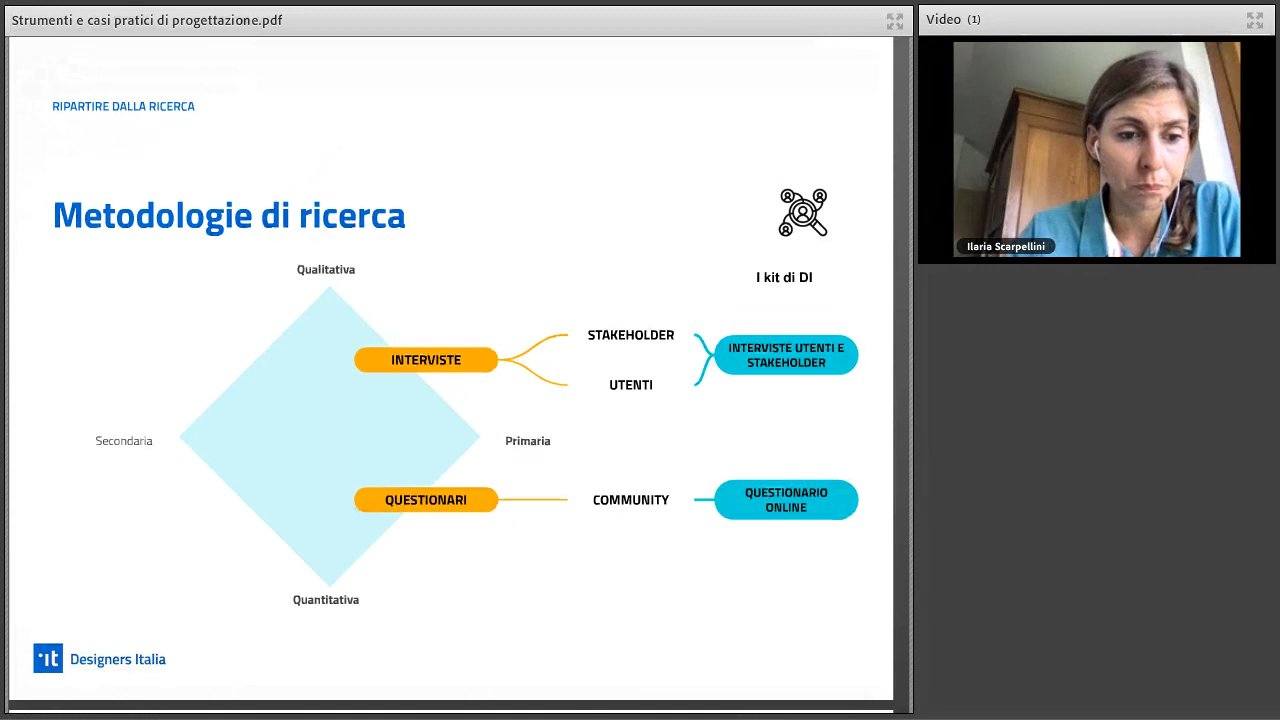 Strumenti e casi pratici di progettazione.pdf
Video (1)
RIPARTIRE DALLA RICERCA
Metodologie di ricerca
Ilaria Scarpellini
Qualitativa
I kit di DI
STAKEHOLDER
INTERVISTE
INTERVISTE UTENTI E
STAKEHOLDER
UTENTI
Secondaria
Primaria
QUESTIONARI
COMMUNITY
QUESTIONARIO
ONLINE
Quantitativa
it Designers Italia